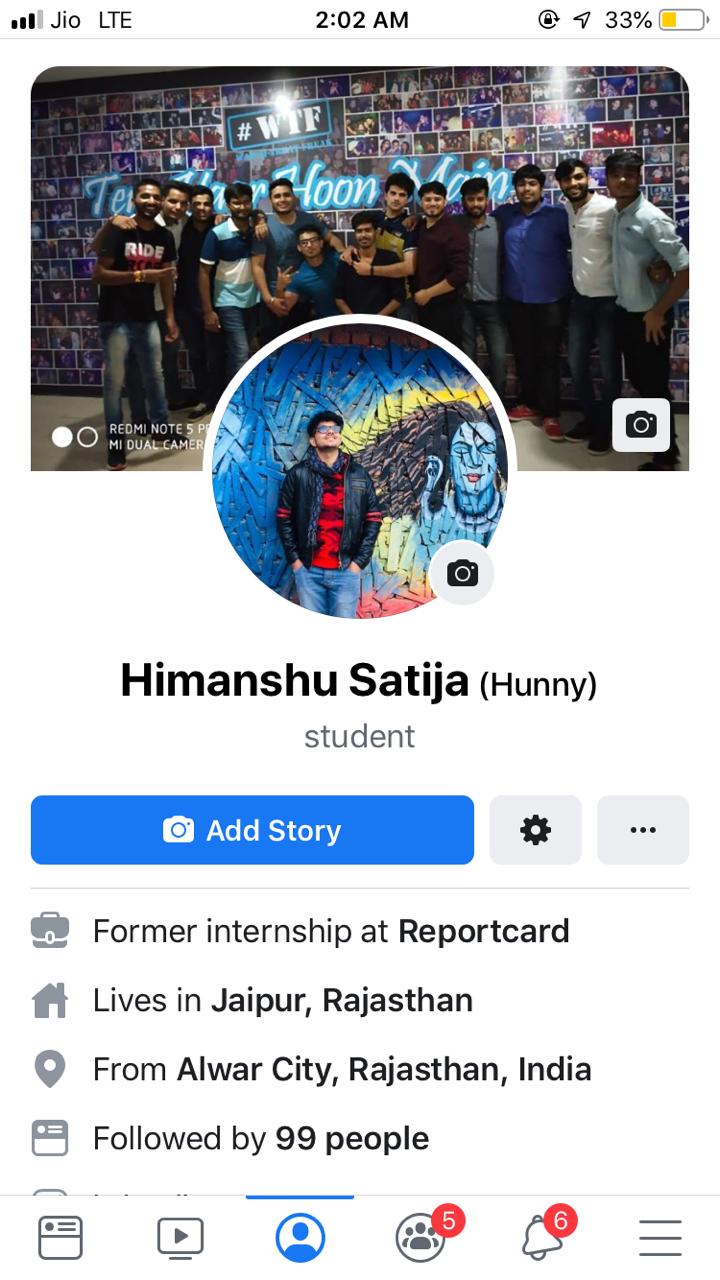 Jio LTE 2:02 AM 33%
# WTF
Tera Yaar Hoon Main
RIDE
REDMI NOTE 5 P
MI DUAL CAMER
Himanshu Satija (Hunny)
student
Add Story
Former internship at Reportcard
Lives in Jaipur, Rajasthan
From Alwar City, Rajasthan, India
Followed by 99 people
5
6